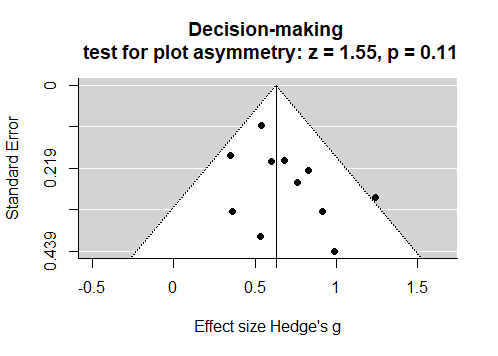 Decision-making
test for plot asymmetry: z = 1.55, p = 0.11
Standard Error
0
0.219
0.439
-0.5
0
0.5
1
1.5
Effect size Hedge's g